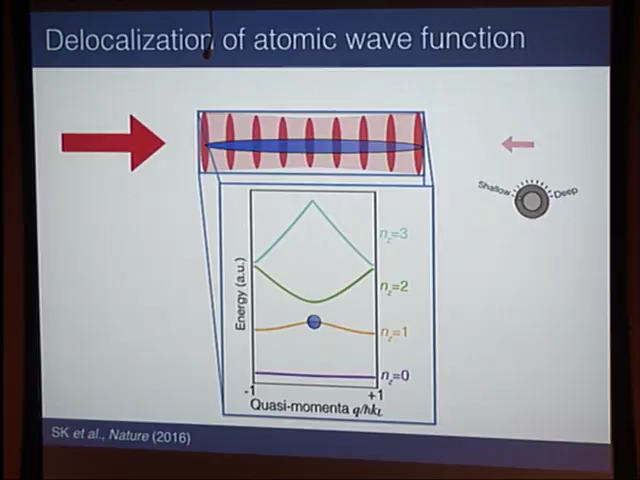 Delocalization of atomic wave function
Shallow
Deep
n_z=3
n_z=2
n_z=1
n_z=0
Energy (a.u.)
-1
+1
Quasi-momenta q/ħk_L
SK et al., Nature (2016)